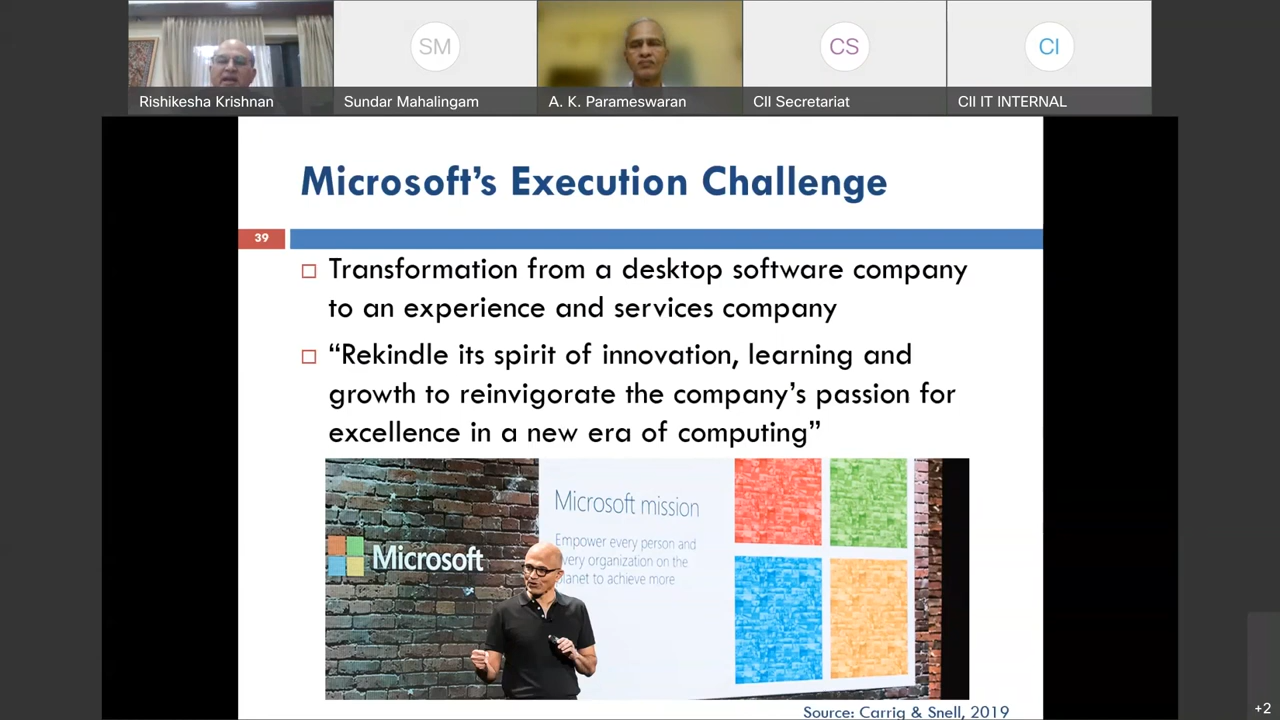 SM
CS
CI
Rishikesha Krishnan
Sundar Mahalingam
A. K. Parameswaran
CII Secretariat
CII IT INTERNAL
Microsoft's Execution Challenge
39
Transformation from a desktop software company
to an experience and services company
“Rekindle its spirit of innovation, learning and
growth to reinvigorate the company's passion for
excellence in a new era of computing”
Microsoft
Microsoft mission
Empower every person and
every organization on the
planet to achieve more
Source: Carrig & Snell, 2019
+2